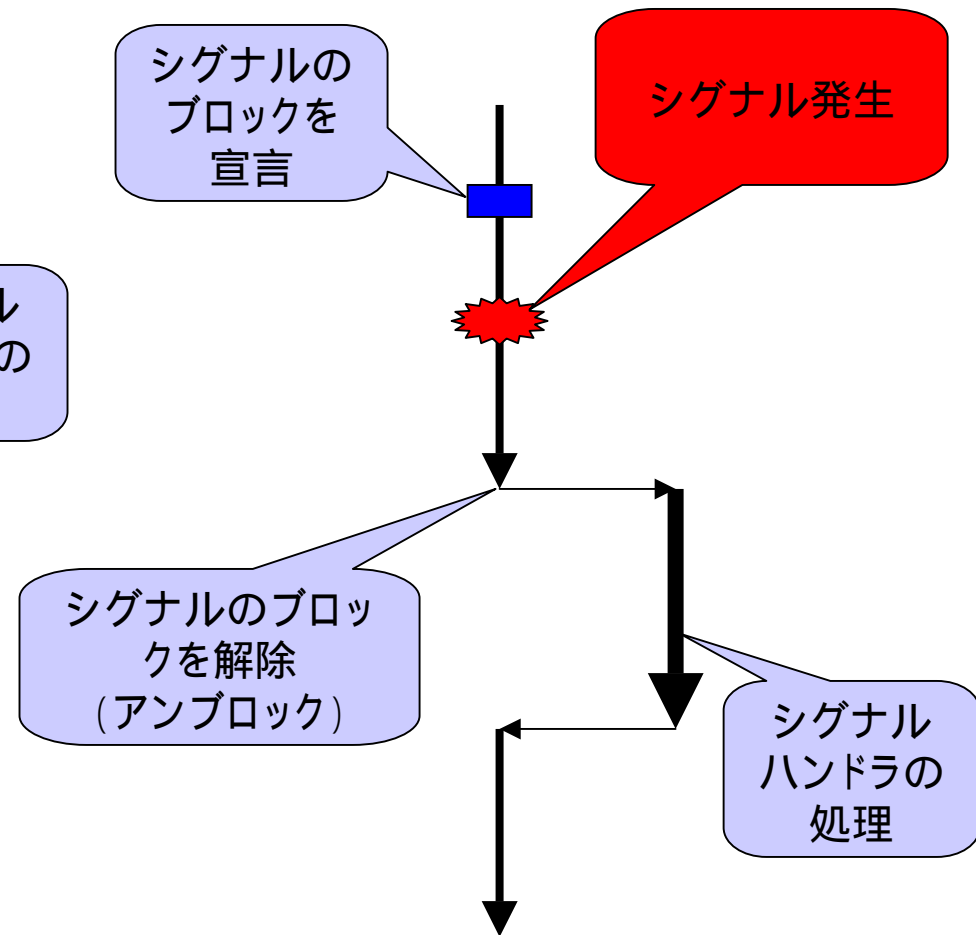 シグナルの
ブロックを
宣言
シグナル発生
ル
の
シグナルのブロッ
クを解除
(アンブロック)
シグナル
ハンドラの
処理